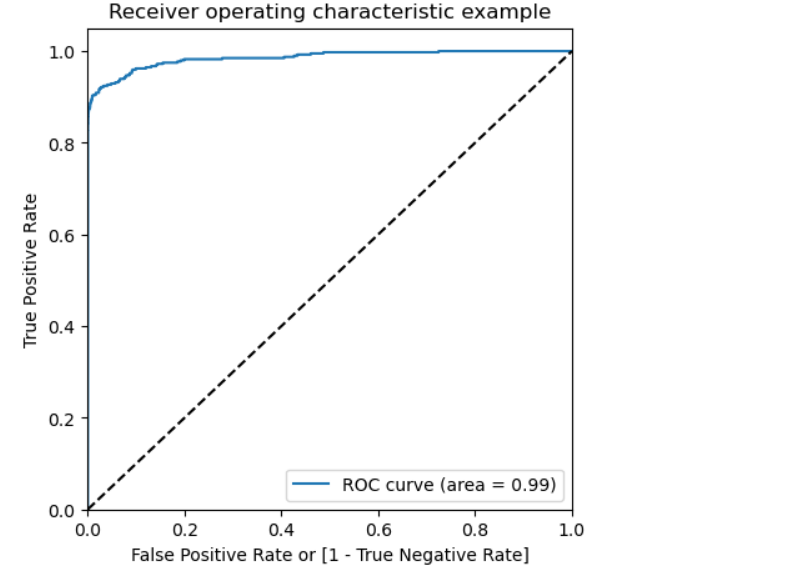 Receiver operating characteristic example
1.0
0.8
0.6
0.4
0.2
0.0
True Positive Rate
ROC curve (area = 0.99)
0.0 0.2 0.4 0.6 0.8 1.0
False Positive Rate or [1 - True Negative Rate]